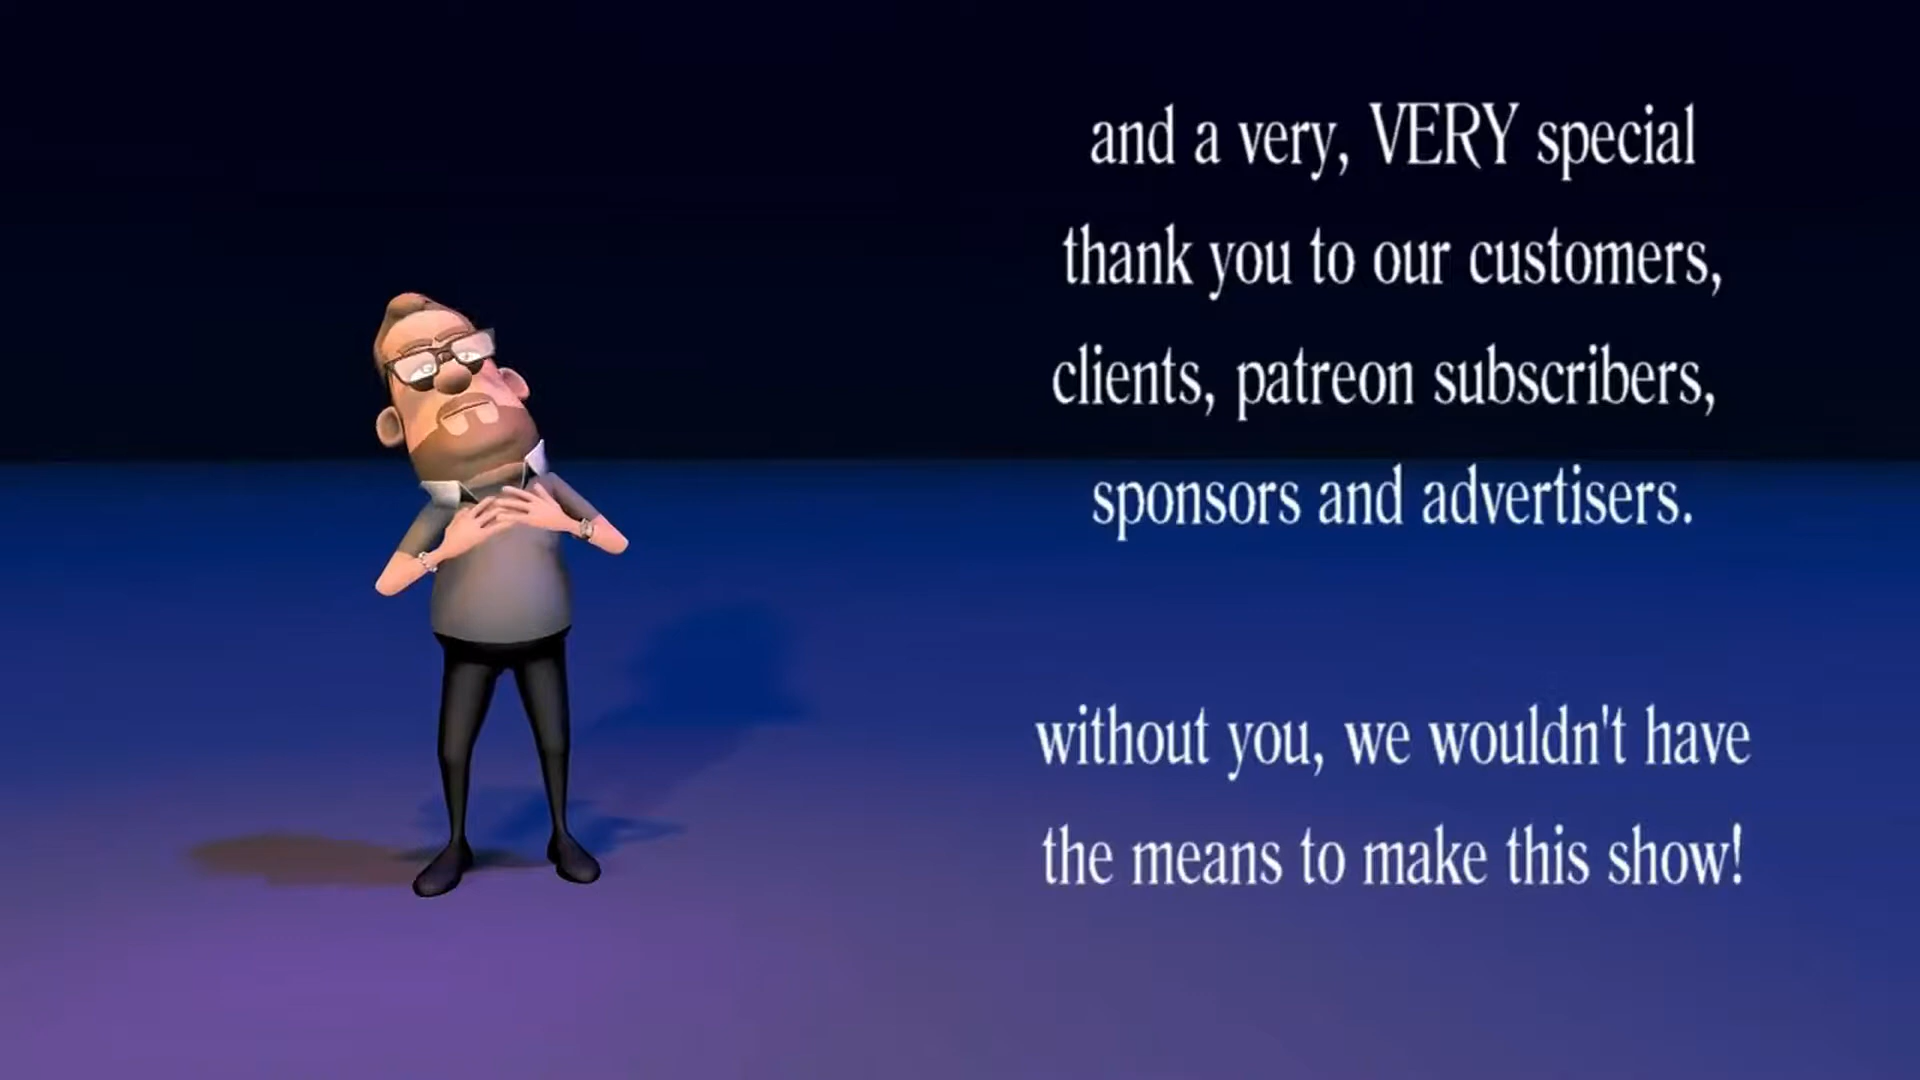 and a very, VERY special
thank you to our customers,
clients, patreon subscribers,
sponsors and advertisers.
without you, we wouldn't have
the means to make this show!